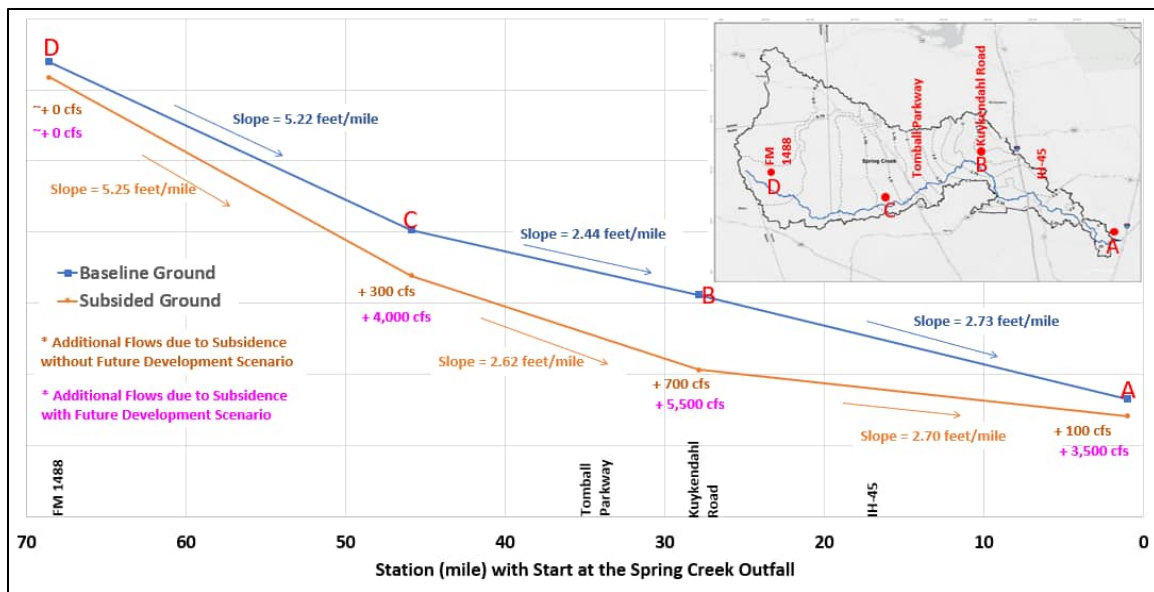 D
~+ 0 cfs
~+ 0 cfs
Slope = 5.22 feet/mile
Slope = 5.25 feet/mile
C
Slope = 2.44 feet/mile
B
Slope = 2.73 feet/mile
A
Baseline Ground
Subsided Ground
+ 300 cfs
+ 4,000 cfs
Slope = 2.62 feet/mile
+ 700 cfs
+ 5,500 cfs
Slope = 2.70 feet/mile
+ 100 cfs
+ 3,500 cfs
* Additional Flows due to Subsidence
without Future Development Scenario
* Additional Flows due to Subsidence
with Future Development Scenario
FM 1488
Tomball
Parkway
Kuykendahl
Road
IH-45
70
60
50
40
30
20
10
0
Station (mile) with Start at the Spring Creek Outfall
FM
1488
D
Spring Creek
C
Tomball Parkway
Kuykendahl Road
B
A